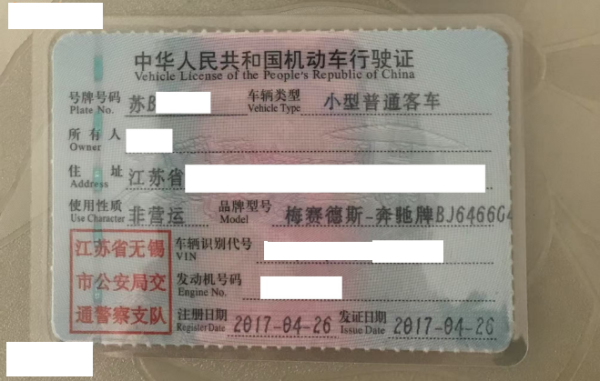 中华人民共和国机动车行驶证
Vehicle License of the People's Republic of China
号牌号码 苏B 车辆类型 小型普通客车
Plate No. Vehicle Type
所有人
Owner
住址 江苏省
Address
使用性质 非营运 品牌型号 梅赛德斯-奔驰牌BJ6466G4
Use Character Model
江苏省无锡 车辆识别代号
VIN
市公安局交 发动机号码
Engine No.
通警察支队 注册日期 2017-04-26 发证日期 2017-04-26
Register Date Issue Date